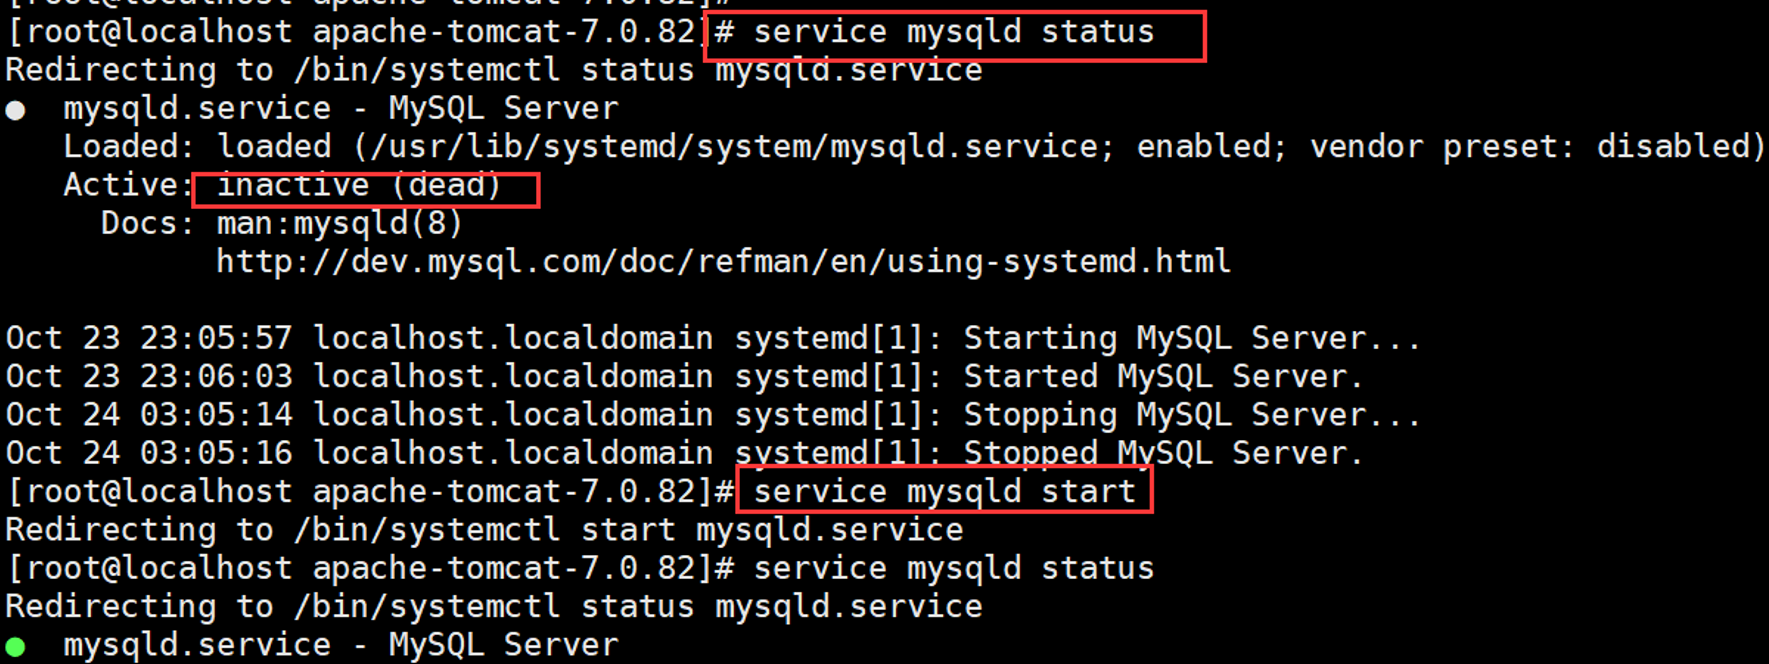 [root@localhost apache-tomcat-7.0.82]#
[root@localhost apache-tomcat-7.0.82]# service mysqld status
Redirecting to /bin/systemctl status mysqld.service
● mysqld.service - MySQL Server
Loaded: loaded (/usr/lib/systemd/system/mysqld.service; enabled; vendor preset: disabled)
Active: inactive (dead)
Docs: man:mysqld(8)
http://dev.mysql.com/doc/refman/en/using-systemd.html
Oct 23 23:05:57 localhost.localdomain systemd[1]: Starting MySQL Server...
Oct 23 23:06:03 localhost.localdomain systemd[1]: Started MySQL Server.
Oct 24 03:05:14 localhost.localdomain systemd[1]: Stopping MySQL Server...
Oct 24 03:05:16 localhost.localdomain systemd[1]: Stopped MySQL Server.
[root@localhost apache-tomcat-7.0.82]# service mysqld start
Redirecting to /bin/systemctl start mysqld.service
[root@localhost apache-tomcat-7.0.82]# service mysqld status
Redirecting to /bin/systemctl status mysqld.service
● mysqld.service - MySQL Server